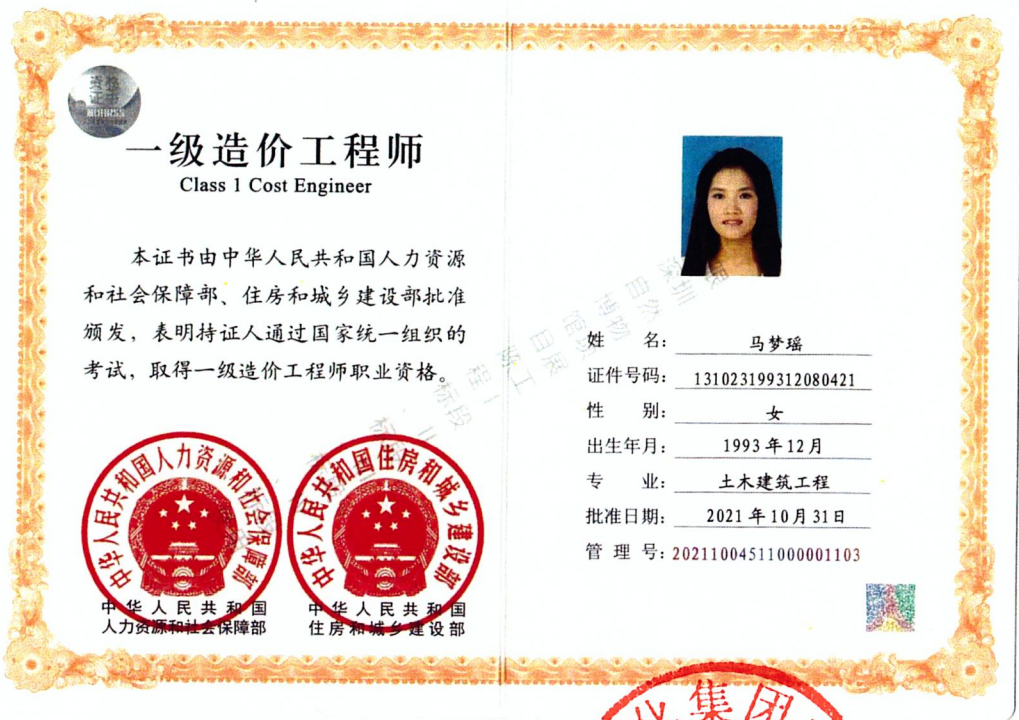 资格
证书
MOHRSS
一级造价工程师
Class 1 Cost Engineer
本证书由中华人民共和国人力资源
和社会保障部、住房和城乡建设部批准
颁发，表明持证人通过国家统一组织的
考试，取得一级造价工程师职业资格。
中华人民共和国人力资源和社会保障部
中华人民共和国住房和城乡建设部
中华人民共和国
人力资源和社会保障部
中华人民共和国
住房和城乡建设部
姓 名： 马梦瑶
证件号码： 131023199312080421
性 别： 女
出生年月： 1993年12月
专 业： 土木建筑工程
批准日期： 2021年10月31日
管 理 号： 20211004511000001103
集团